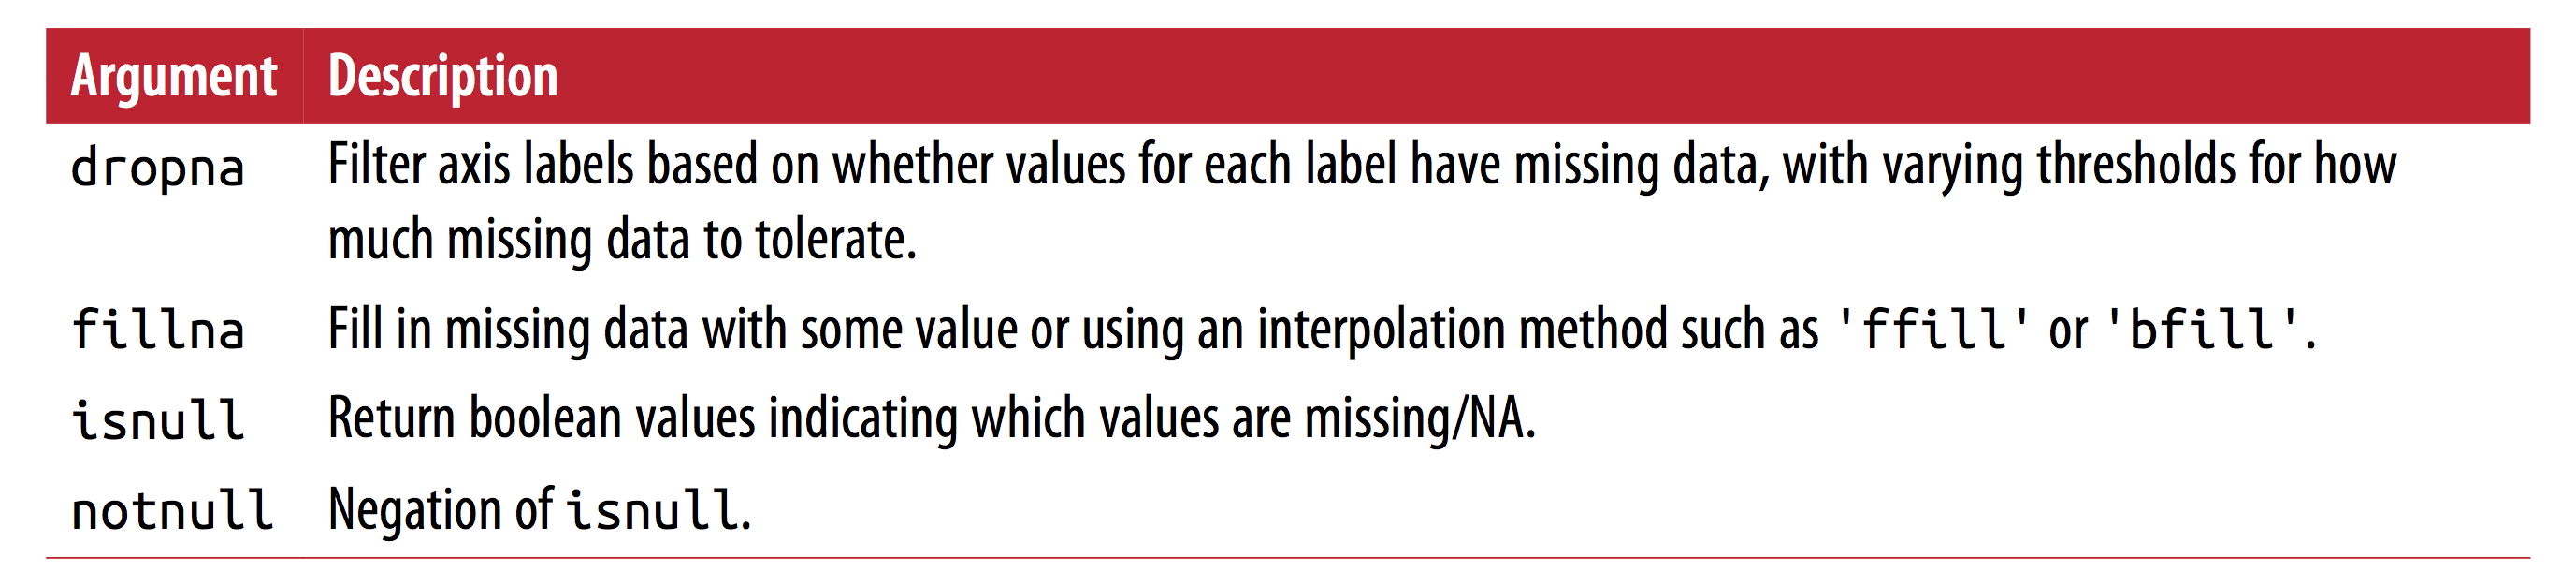 Argument Description
dropna Filter axis labels based on whether values for each label have missing data, with varying thresholds for how
much missing data to tolerate.
fillna Fill in missing data with some value or using an interpolation method such as 'ffill' or 'bfill'.
isnull Return boolean values indicating which values are missing/NA.
notnull Negation of isnull.